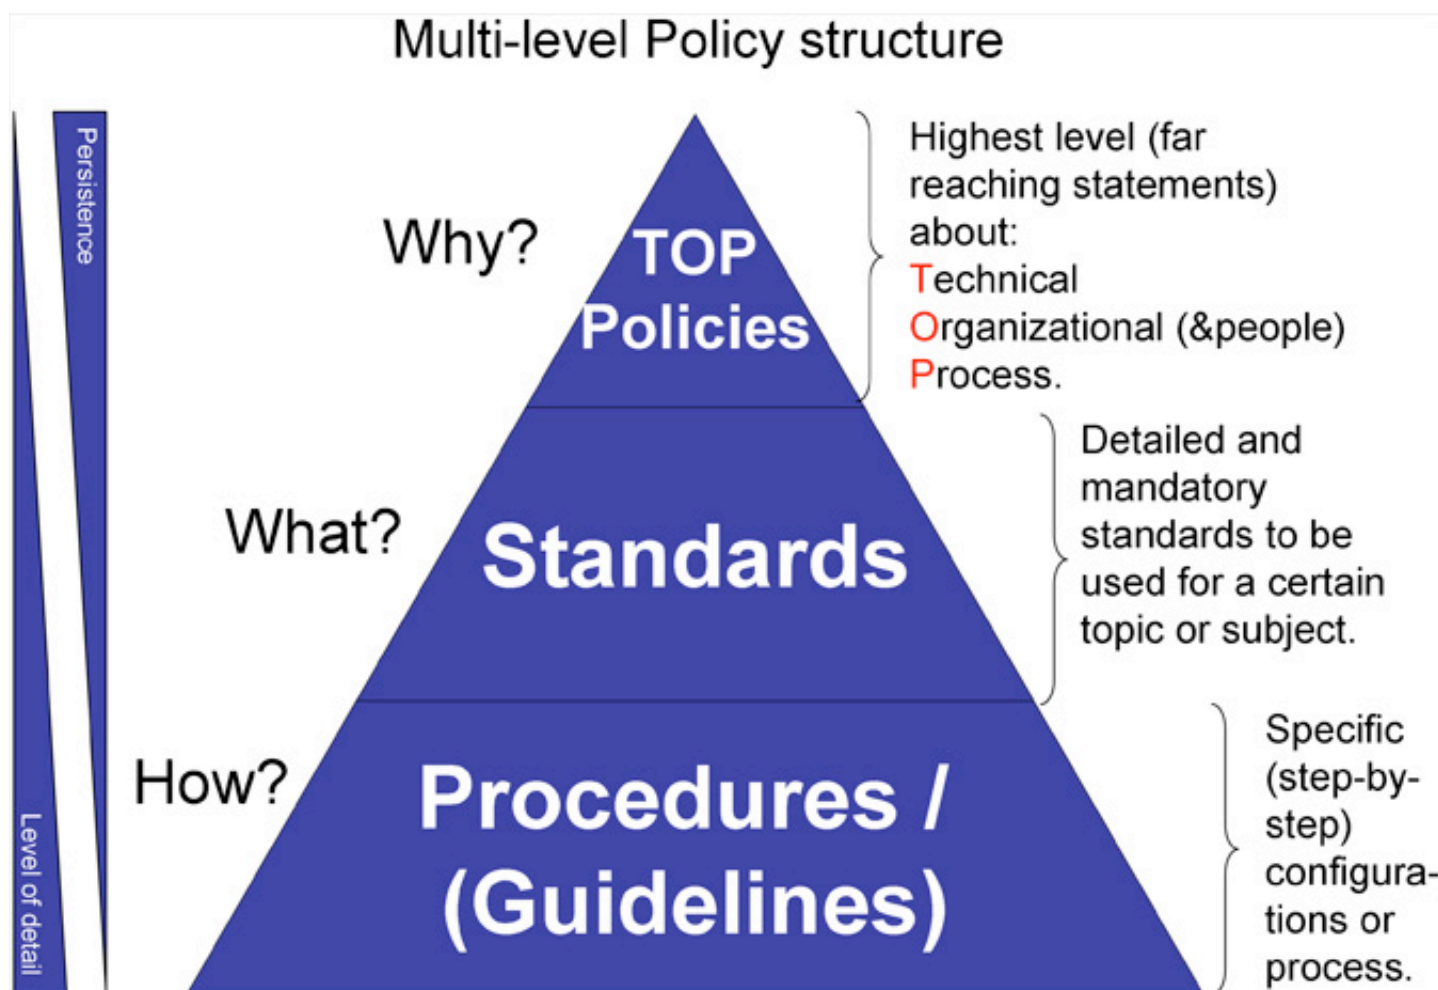 Multi-level Policy structure
Persistence
Level of detail
Why?
TOP
Policies
Highest level (far
reaching statements)
about:
Technical
Organizational (&people)
Process.
What?
Standards
Detailed and
mandatory
standards to be
used for a certain
topic or subject.
How?
Procedures /
(Guidelines)
Specific
(step-by-
step)
configura-
tions or
process.